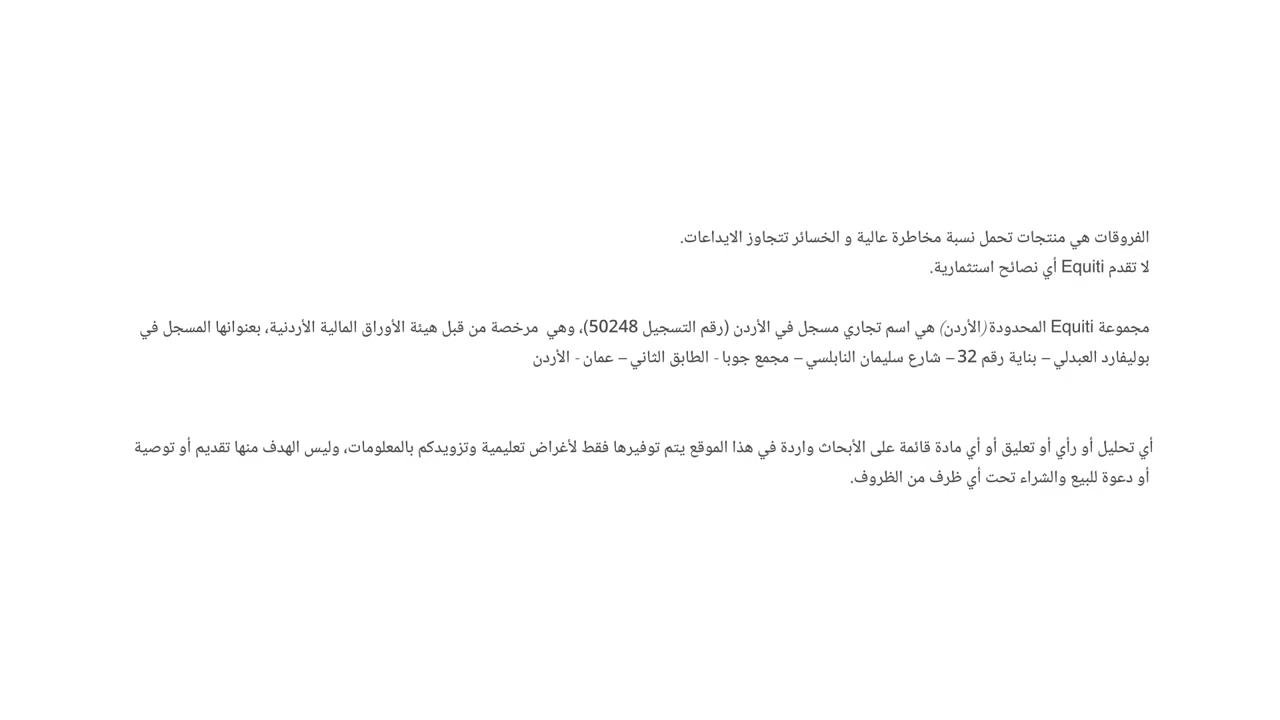 الفروقات هي منتجات تحمل نسبة مخاطرة عالية و الخسائر تتجاوز الايداعات.
لا تقدم Equiti أي نصائح استثمارية.
مجموعة Equiti المحدودة (الأردن) هي اسم تجاري مسجل في الأردن (رقم التسجيل 50248)، وهي مرخصة من قبل هيئة الأوراق المالية الأردنية، بعنوانها المسجل في
بوليفارد العبدلي – بناية رقم 32 – شارع سليمان النابلسي – مجمع جوبا - الطابق الثاني – عمان - الأردن
أي تحليل أو رأي أو تعليق أو أي مادة قائمة على الأبحاث واردة في هذا الموقع يتم توفيرها فقط لأغراض تعليمية وتزويدكم بالمعلومات، وليس الهدف منها تقديم أو توصية
أو دعوة للبيع والشراء تحت أي ظرف من الظروف.